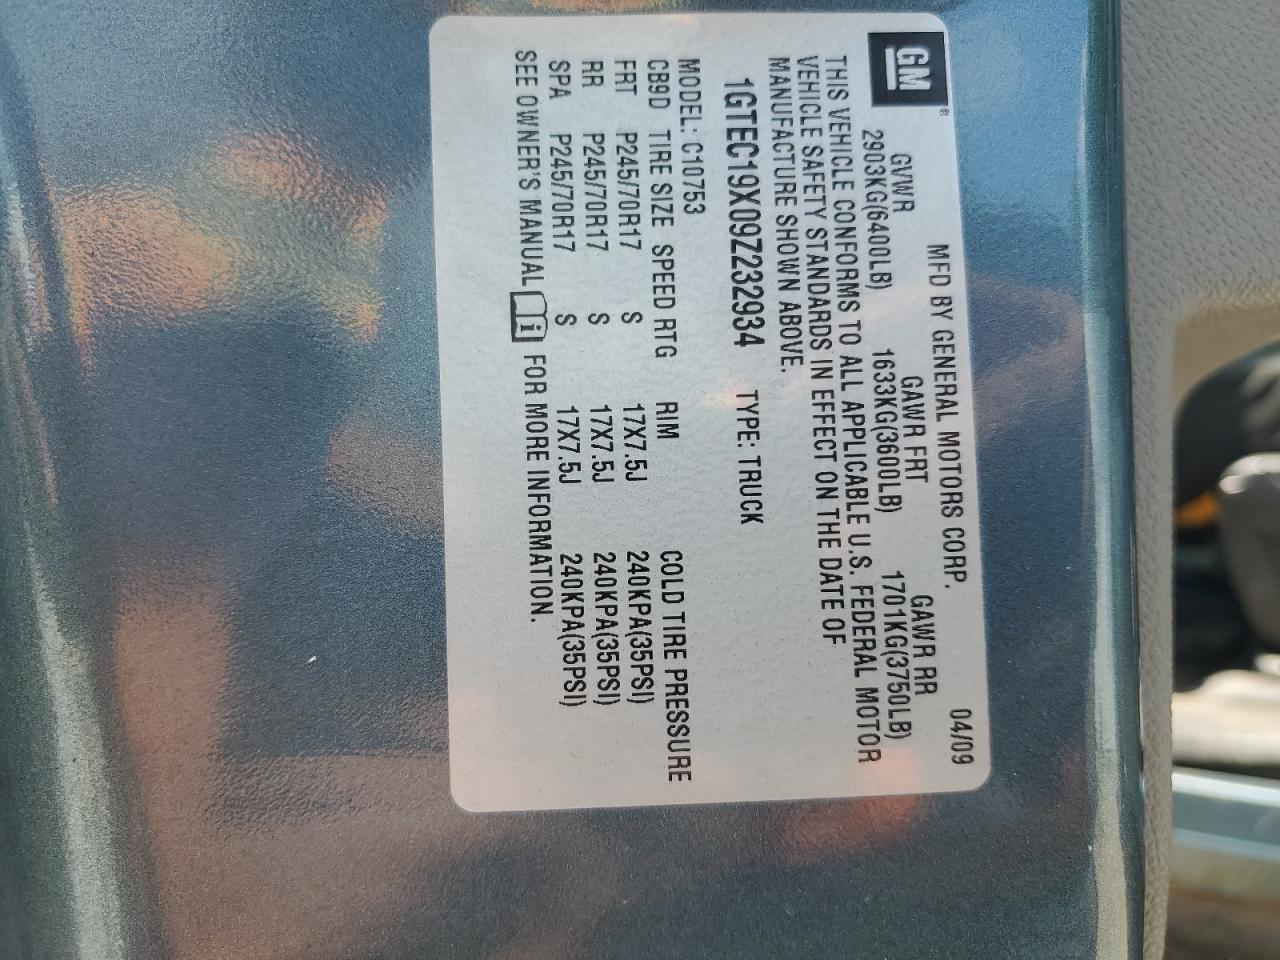 GM®
MFD BY GENERAL MOTORS CORP. 04/09
GVWR GAWR FRT GAWR RR
2903KG(6400LB) 1633KG(3600LB) 1701KG(3750LB)
THIS VEHICLE CONFORMS TO ALL APPLICABLE U.S. FEDERAL MOTOR
VEHICLE SAFETY STANDARDS IN EFFECT ON THE DATE OF
MANUFACTURE SHOWN ABOVE.
1GTEC19X09Z232934 TYPE: TRUCK
MODEL: C10753
CB9D TIRE SIZE SPEED RTG RIM COLD TIRE PRESSURE
FRT P245/70R17 S 17X7.5J 240KPA(35PSI)
RR P245/70R17 S 17X7.5J 240KPA(35PSI)
SPA P245/70R17 S 17X7.5J 240KPA(35PSI)
SEE OWNER'S MANUAL i FOR MORE INFORMATION.